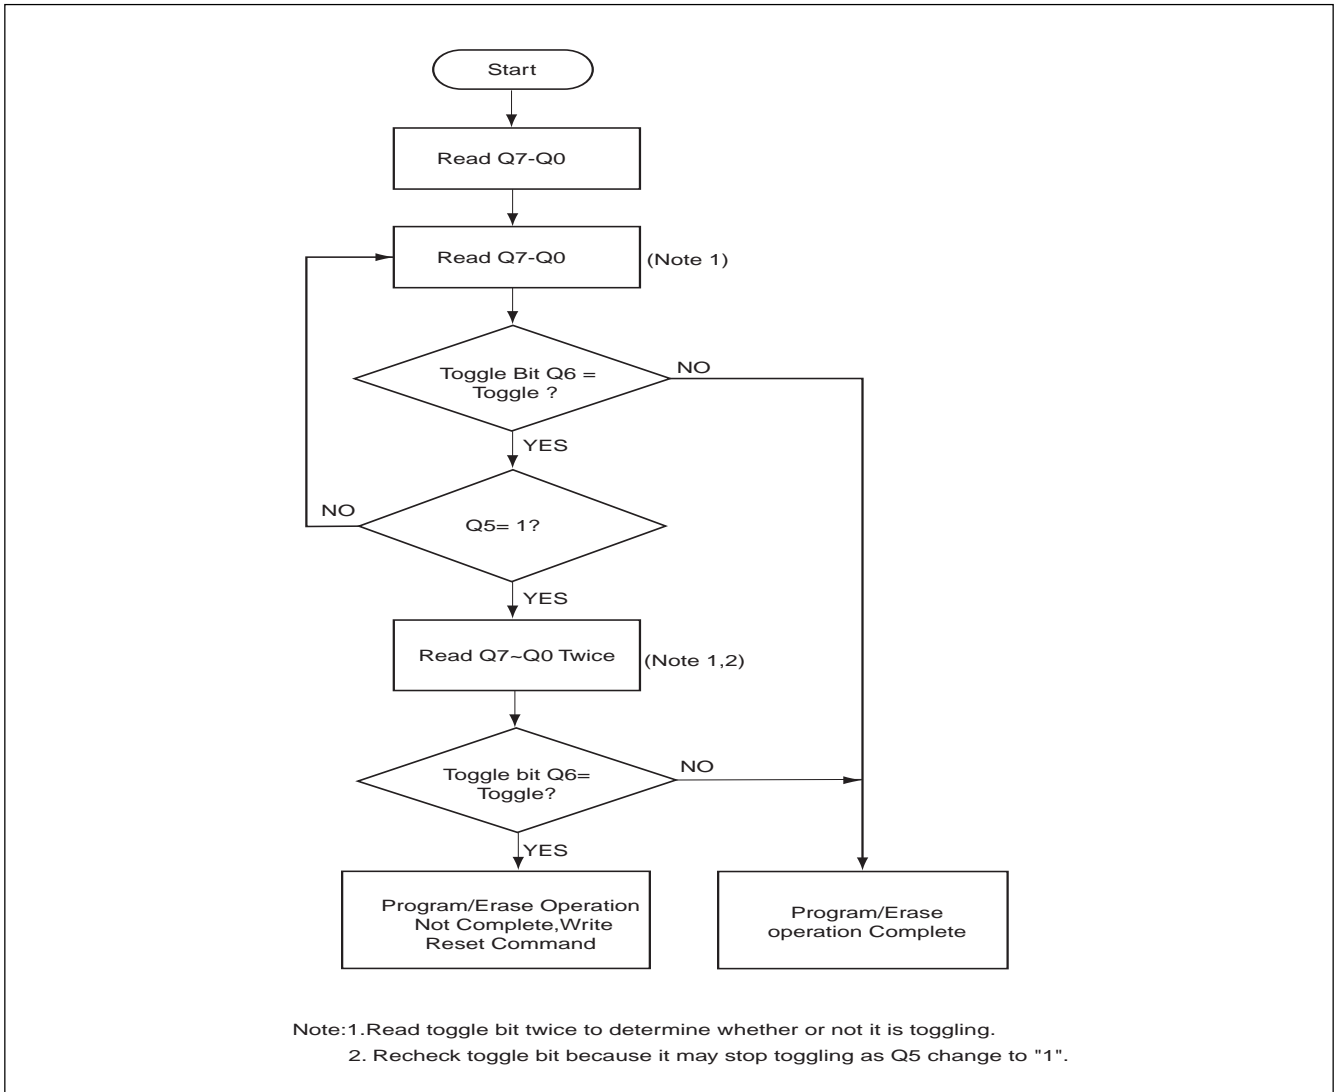 Start
Read Q7-Q0
Read Q7-Q0
(Note 1)
Toggle Bit Q6 =
Toggle ?
NO
YES
Q5= 1?
NO
YES
Read Q7~Q0 Twice
(Note 1,2)
Toggle bit Q6=
Toggle?
NO
YES
Program/Erase Operation
Not Complete,Write
Reset Command
Program/Erase
operation Complete
Note:1.Read toggle bit twice to determine whether or not it is toggling.
2. Recheck toggle bit because it may stop toggling as Q5 change to "1".